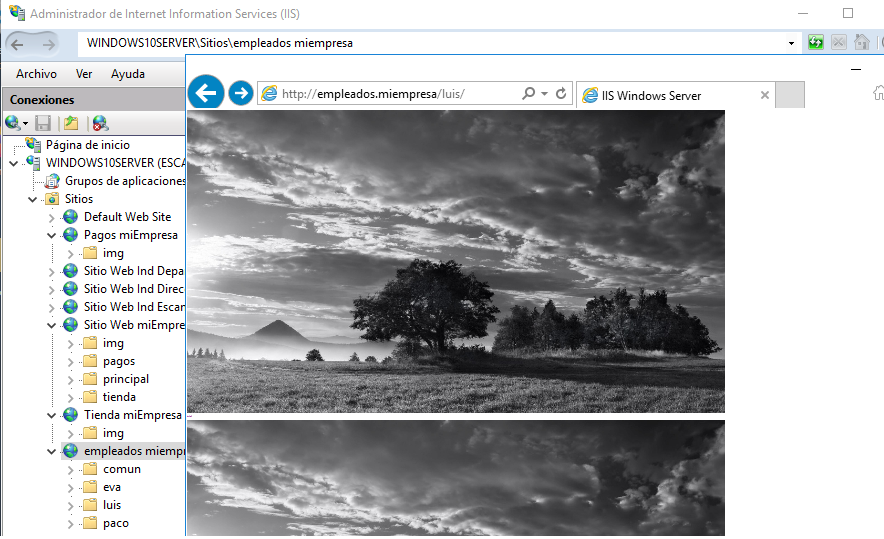 Administrador de Internet Information Services (IIS)
WINDOWS10SERVER\Sitios\empleados miempresa
Archivo Ver Ayuda
Conexiones
http://empleados.miempresa/luis/
IIS Windows Server
Página de inicio
WINDOWS10SERVER (ESCA
Grupos de aplicaciones
Sitios
Default Web Site
Pagos miEmpresa
img
Sitio Web Ind Depa
Sitio Web Ind Direc
Sitio Web Ind Escan
Sitio Web miEmpre
img
pagos
principal
tienda
Tienda miEmpresa
img
empleados miempr
comun
eva
luis
paco